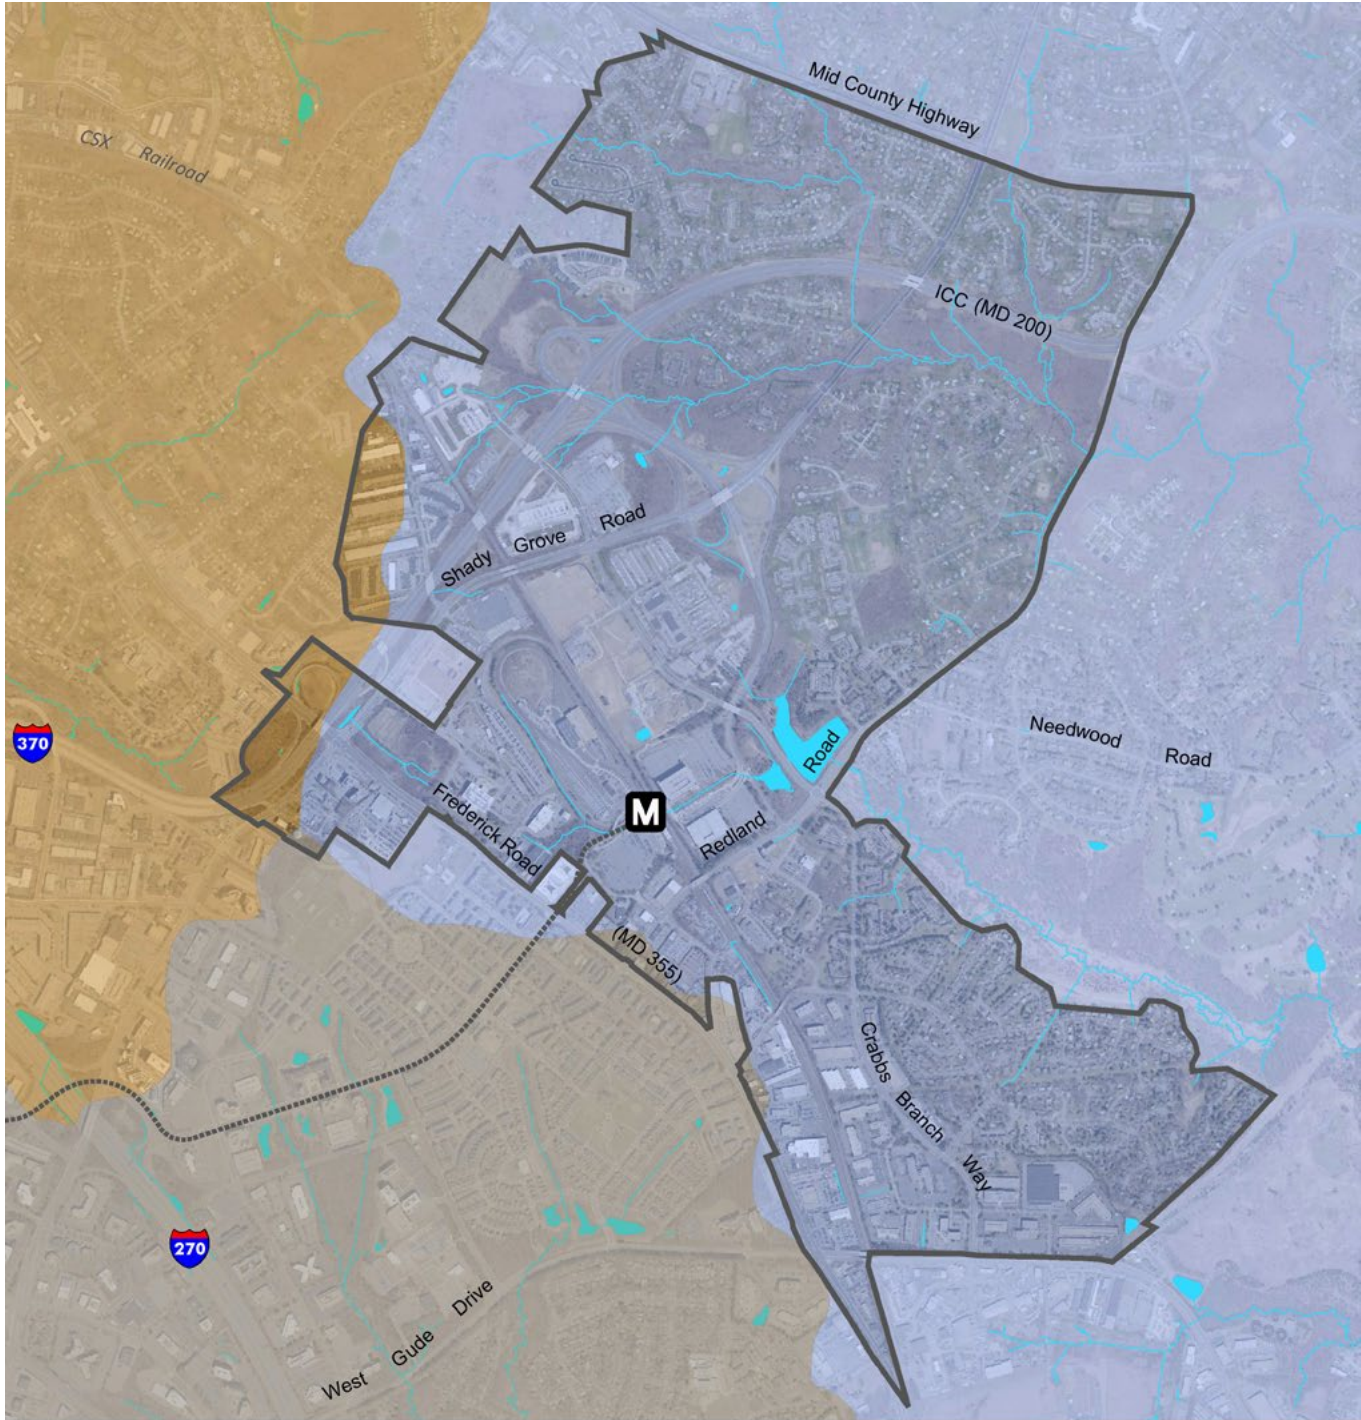 Mid County Highway
CSX Railroad
ICC (MD 200)
Shady Grove Road
370
Needwood Road
Redland Road
M
Frederick Road
(MD 355)
Crabbs Branch Way
270
West Gude Drive